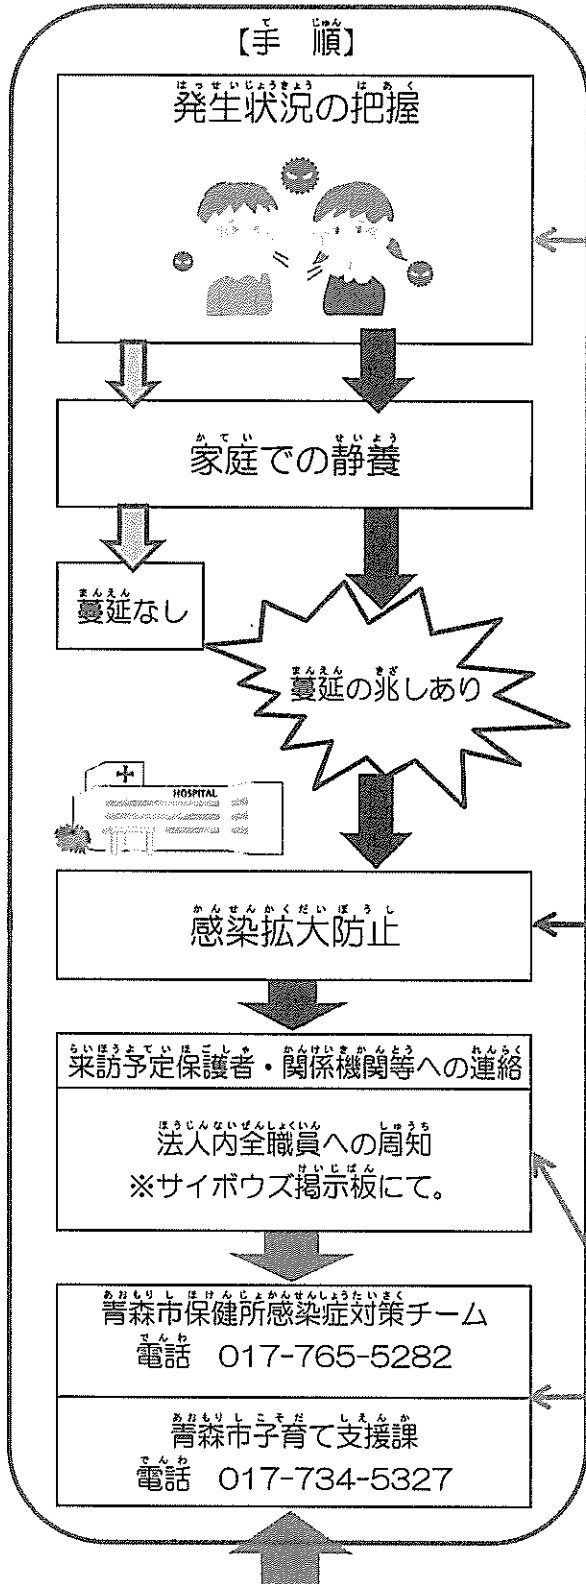 【手　順】
発生状況の把握
家庭での静養
蔓延なし
蔓延の兆しあり
HOSPITAL
感染拡大防止
来訪予定保護者・関係機関等への連絡
法人内全職員への周知
※サイボウズ掲示板にて。
青森市保健所感染症対策チーム
電話　017-765-5282
青森市子育て支援課
電話　017-734-5327